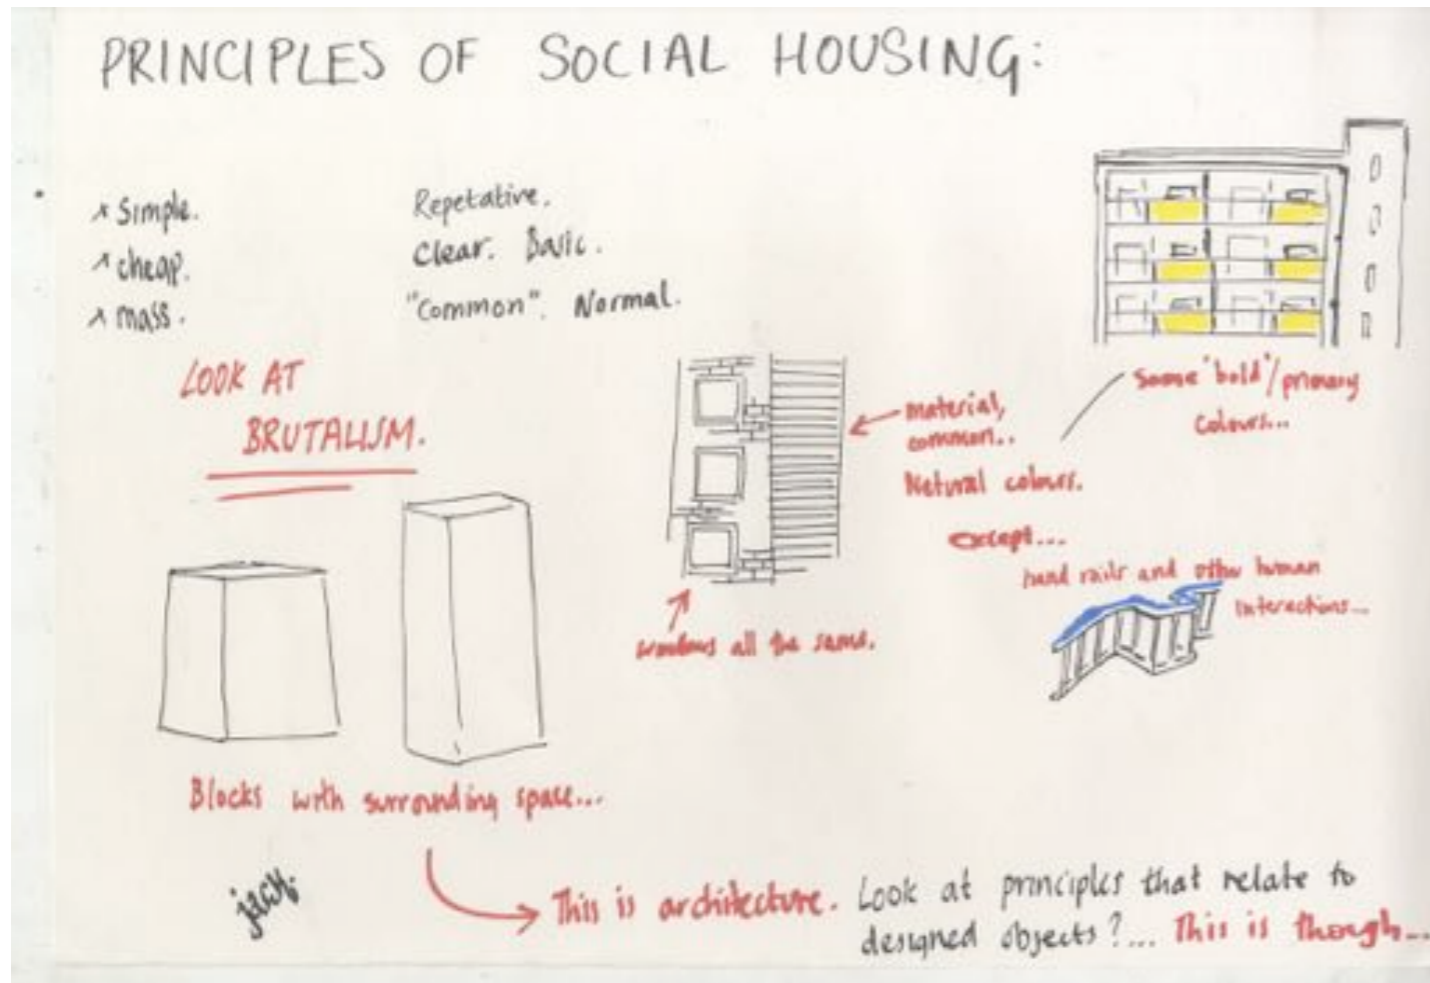 PRINCIPLES OF SOCIAL HOUSING:
x Simple.
x cheap.
x mass.
Repetative.
Clear. Basic.
"Common". Normal.
LOOK AT
BRUTALISM.
Some "bold"/primary
colours...
material,
common..
Natural colours.
except...
hand rails and other human
interactions...
windows all the same.
Blocks with surrounding space...
jacy.
This is architecture. Look at principles that relate to
designed objects?... This is though...